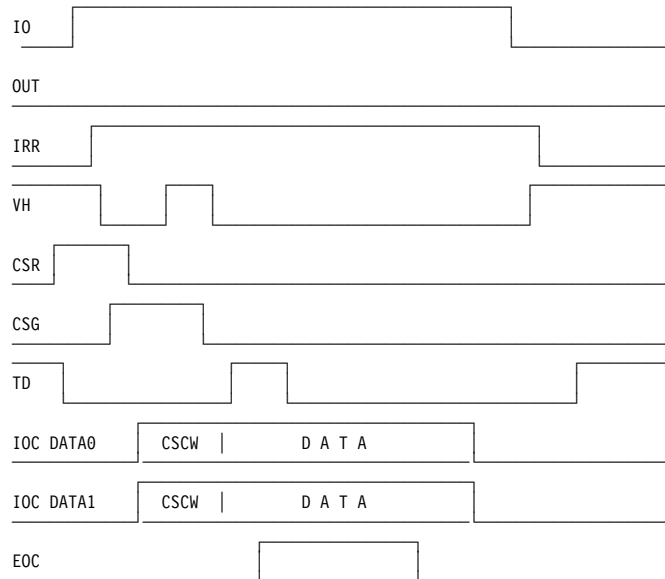 IO
OUT
IRR
VH
CSR
CSG
TD
IOC DATA0 CSCW | D A T A
IOC DATA1 CSCW | D A T A
EOC